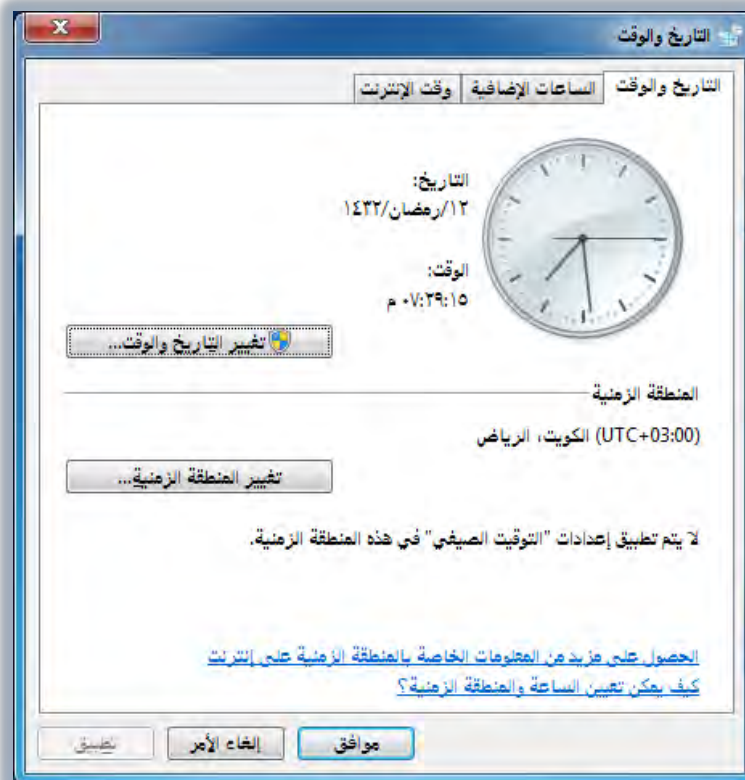 التاريخ والوقت
التاريخ والوقت الساعات الإضافية وقت الإنترنت
التاريخ:
١٢/رمضان/١٤٣٢
الوقت:
٠٧:٢٩:١٥ م
تغيير التاريخ والوقت...
المنطقة الزمنية
(UTC+03:00) الكويت، الرياض
تغيير المنطقة الزمنية...
لا يتم تطبيق إعدادات "التوقيت الصيفي" في هذه المنطقة الزمنية.
الحصول على مزيد من المعلومات الخاصة بالمنطقة الزمنية على إنترنت
كيف يمكن تعيين الساعة والمنطقة الزمنية؟
موافق إلغاء الأمر تطبيق